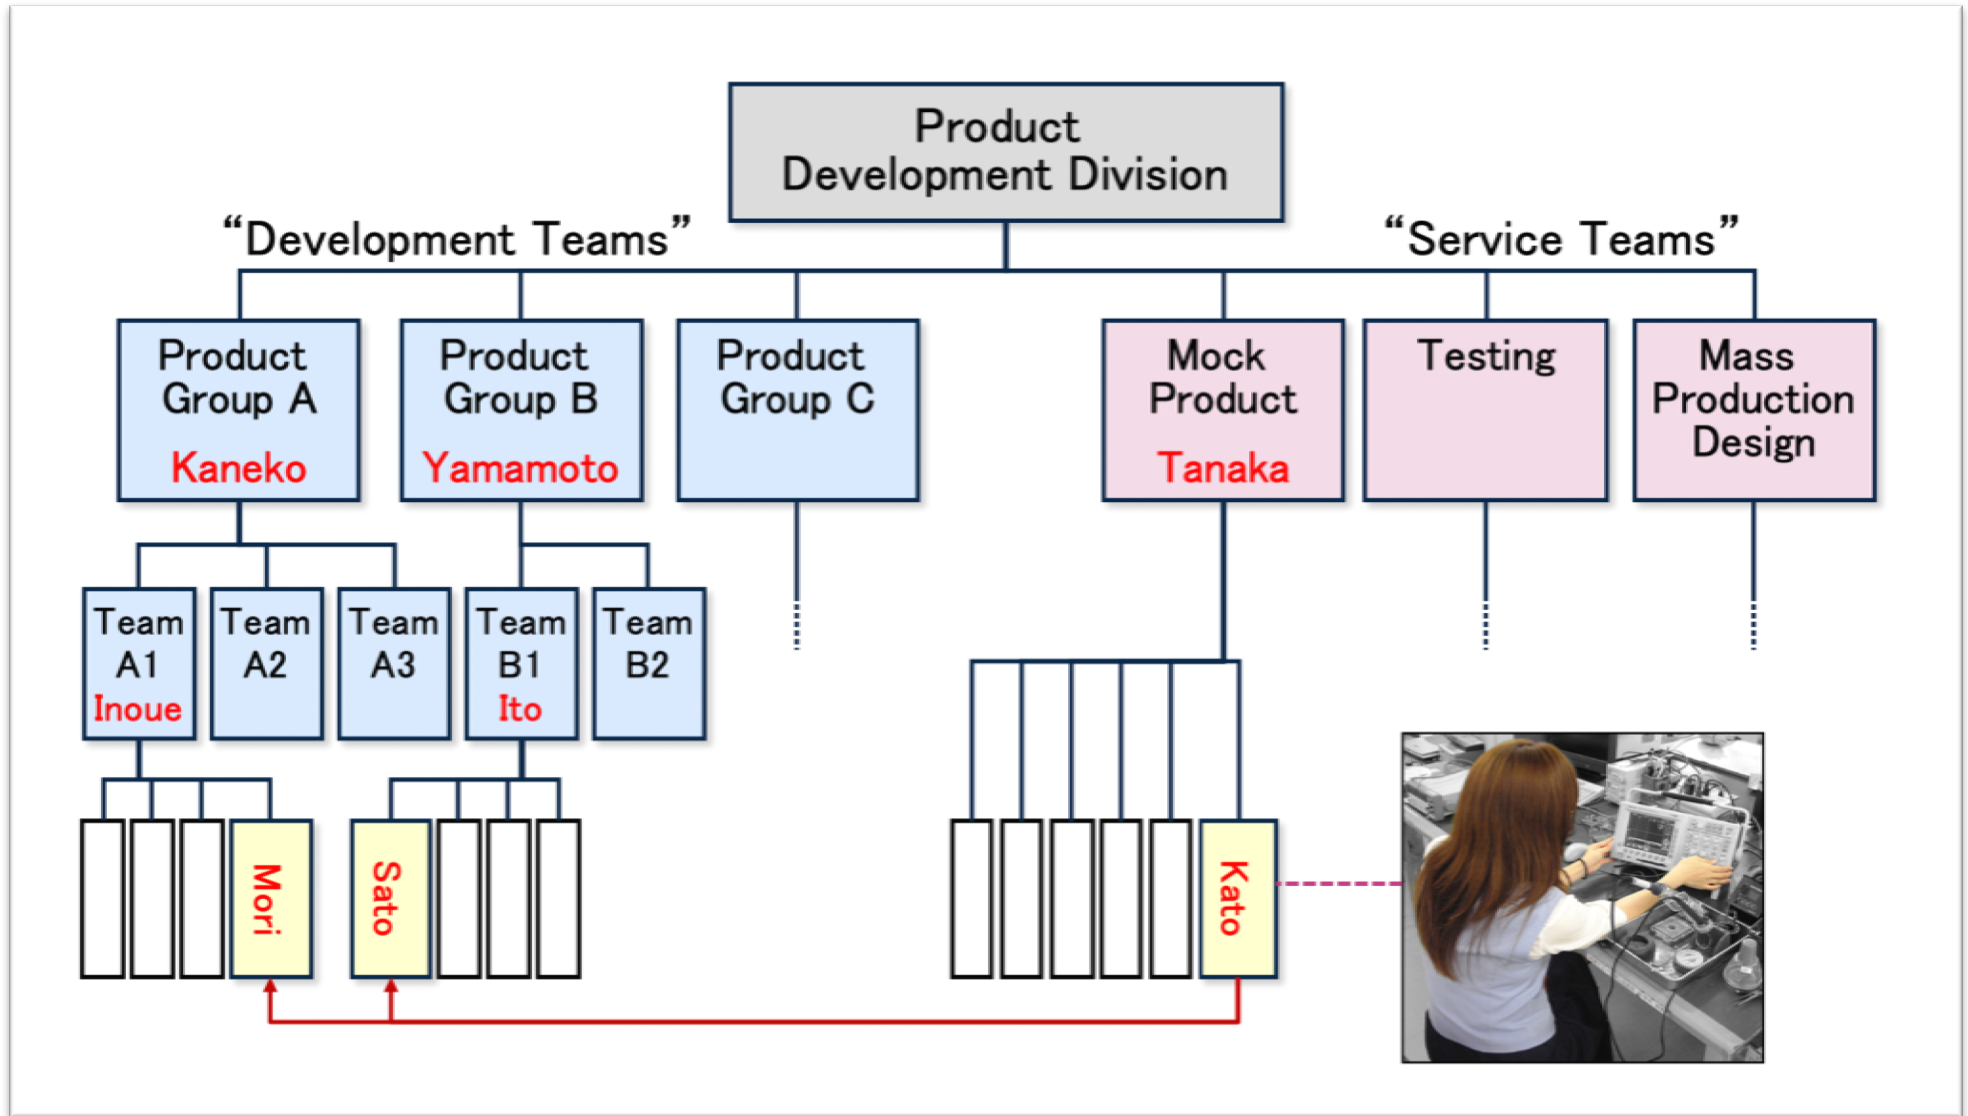 Product
Development Division
“Development Teams”
“Service Teams”
Product
Group A
Kaneko
Product
Group B
Yamamoto
Product
Group C
Mock
Product
Tanaka
Testing
Mass
Production
Design
Team
A1
Inoue
Team
A2
Team
A3
Team
B1
Ito
Team
B2
Mori
Sato
Kato